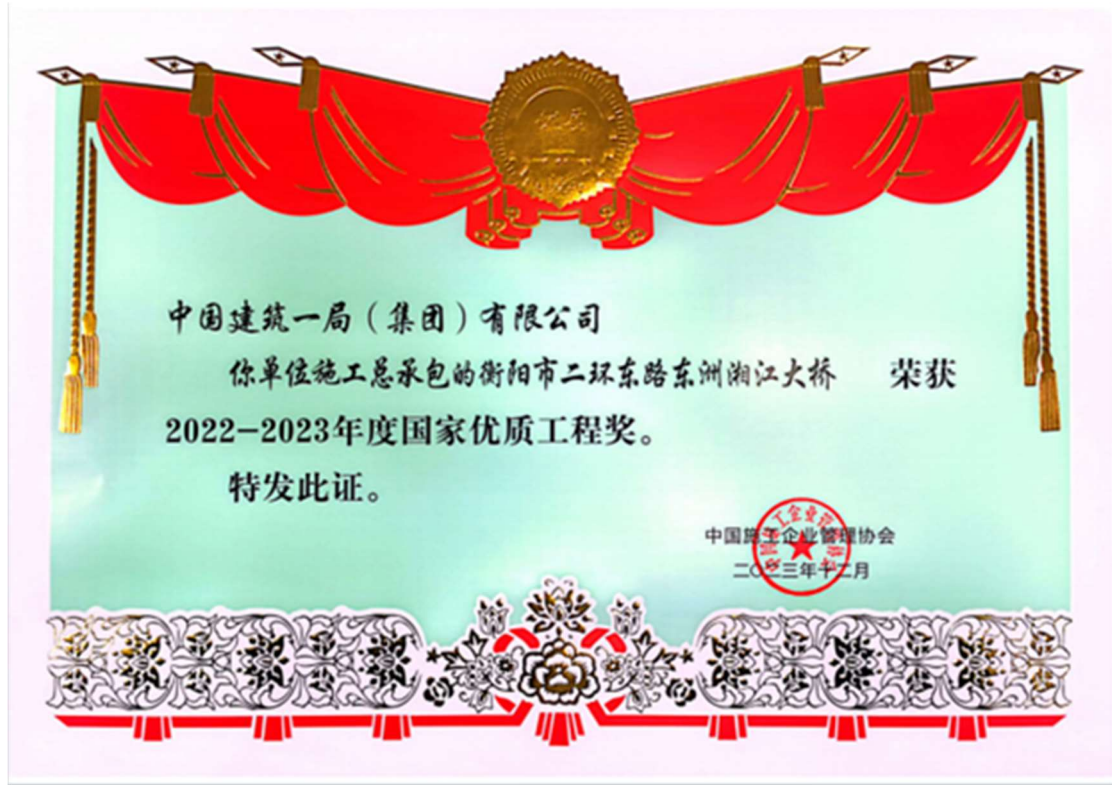 中国建筑一局（集团）有限公司
你单位施工总承包的衡阳市二环东路东洲湘江大桥 荣获
2022-2023年度国家优质工程奖。
特发此证。
中国施工企业管理协会
二〇二三年十二月